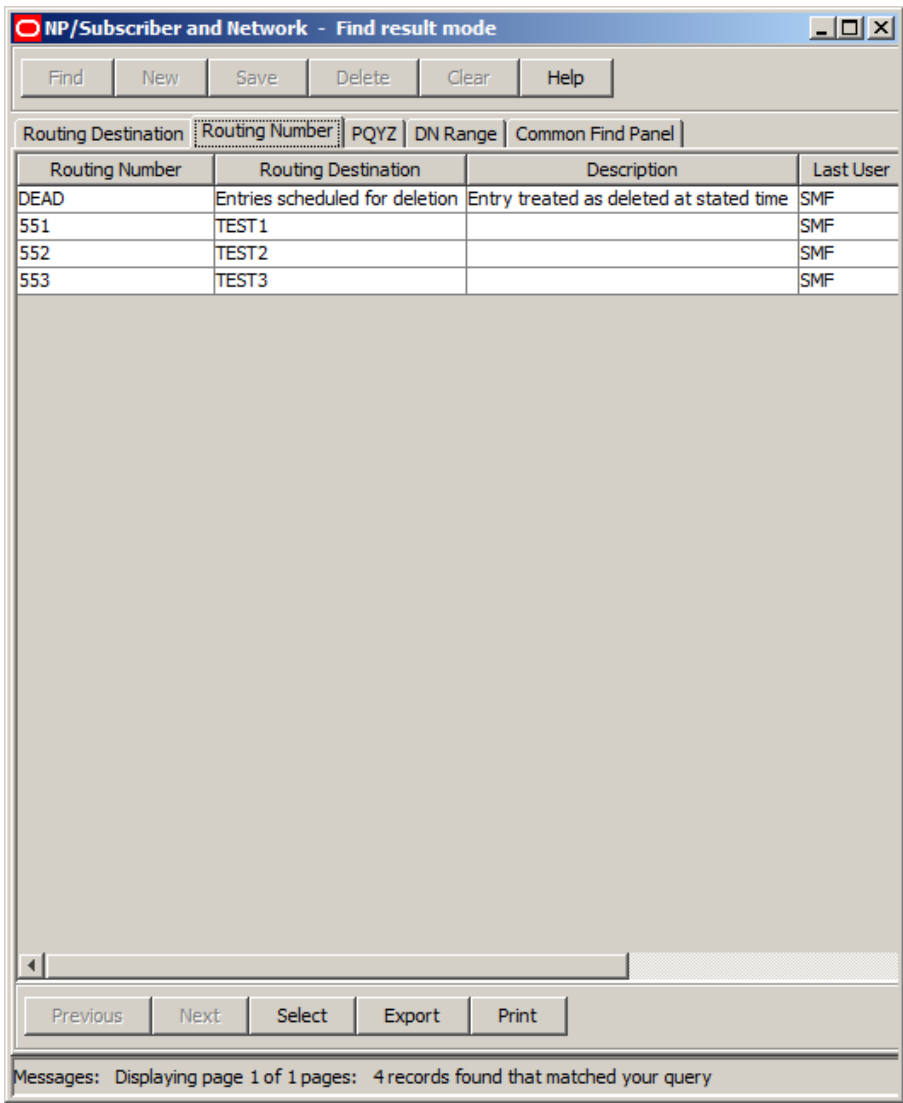 NP/Subscriber and Network - Find result mode
Find New Save Delete Clear Help
Routing Destination Routing Number PQYZ DN Range Common Find Panel
Routing Number Routing Destination Description Last User
DEAD Entries scheduled for deletion Entry treated as deleted at stated time SMF
551 TEST1 SMF
552 TEST2 SMF
553 TEST3 SMF
Previous Next Select Export Print
Messages: Displaying page 1 of 1 pages: 4 records found that matched your query